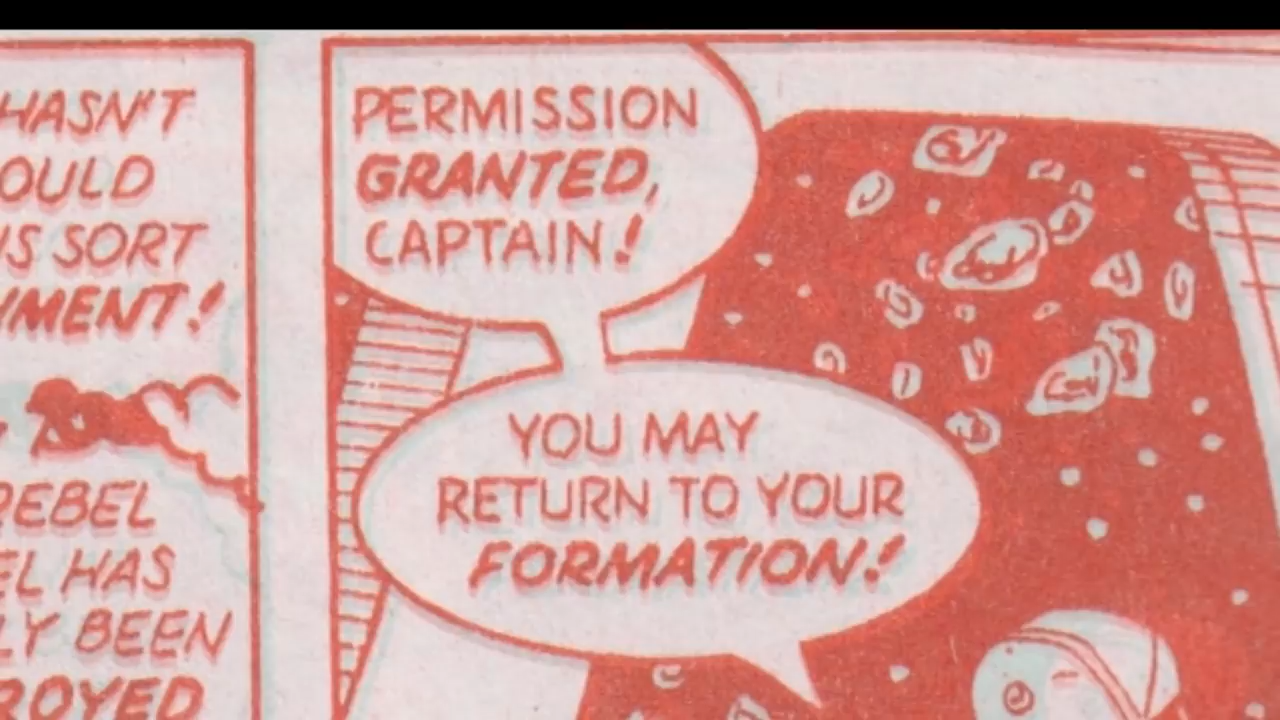 HASN'T
OULD
IS SORT
MENT!
REBEL
EL HAS
LY BEEN
ROYED
PERMISSION
GRANTED,
CAPTAIN!
YOU MAY
RETURN TO YOUR
FORMATION!